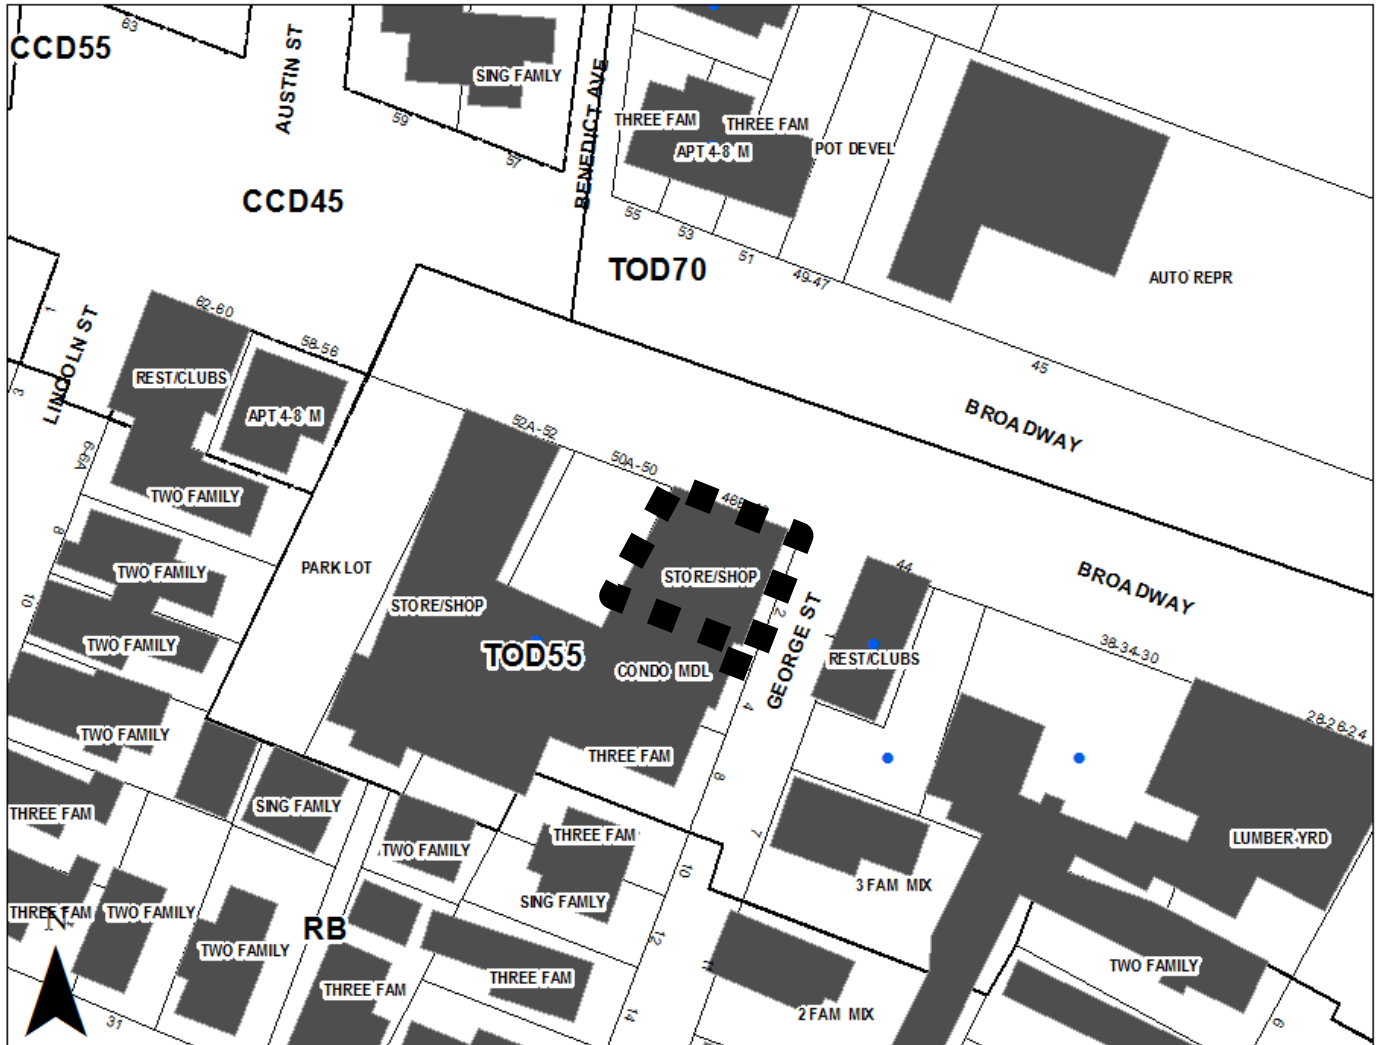 63
CCD55
AUSTIN ST
SING FAMLY
59
57
BENEDICT AVE
THREE FAM
THREE FAM
APT 4-8 M
POT DEVEL
CCD45
55
53
51
49-47
TOD70
AUTO REPR
45
1
3
LINCOLN ST
62-60
58-56
REST/CLUBS
APT 4-8 M
BROADWAY
52A-52
50A-50
6-6A
TWO FAMILY
8
TWO FAMILY
PARK LOT
STORE/SHOP
STORE/SHOP
44
BROADWAY
10
2
GEORGE ST
TWO FAMILY
TOD55
CONDO MDL
REST/CLUBS
38-34-30
4
28-26-24
TWO FAMILY
THREE FAM
8
SING FAMLY
THREE FAM
TWO FAMILY
THREE FAM
7
LUMBER YRD
10
3 FAM MIX
THREE FAM
TWO FAMILY
SING FAMLY
N
RB
TWO FAMILY
12
11
TWO FAMILY
THREE FAM
THREE FAM
14
2 FAM MIX
31
6